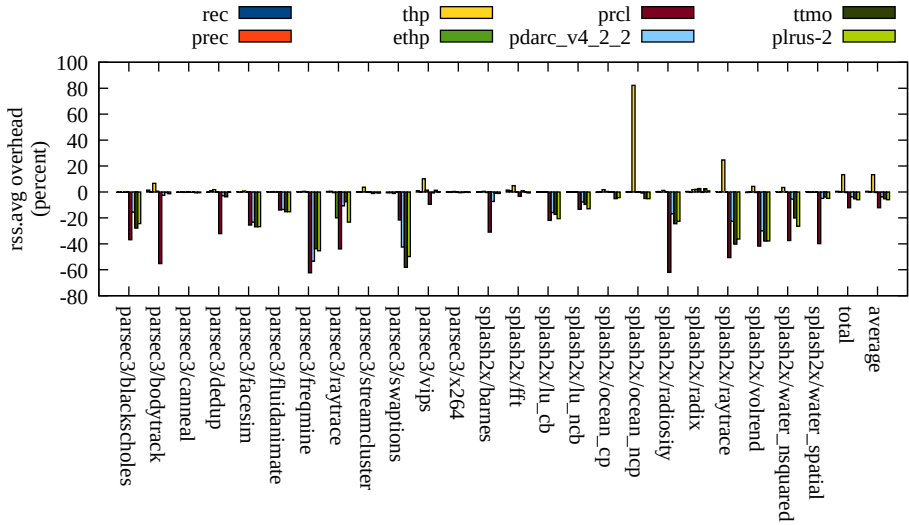 rec thp prcl ttmo
prec ethp pdarc_v4_2_2 plrus-2
rss.avg overhead
(percent)
100
80
60
40
20
0
-20
-40
-60
-80
parsec3/blackscholes
parsec3/bodytrack
parsec3/canneal
parsec3/dedup
parsec3/facesim
parsec3/fluidanimate
parsec3/freqmine
parsec3/raytrace
parsec3/streamcluster
parsec3/swaptions
parsec3/vips
parsec3/x264
splash2x/barnes
splash2x/fft
splash2x/lu_cb
splash2x/lu_ncb
splash2x/ocean_cp
splash2x/ocean_ncp
splash2x/radiosity
splash2x/radix
splash2x/raytrace
splash2x/volrend
splash2x/water_nsquared
splash2x/water_spatial
total
average